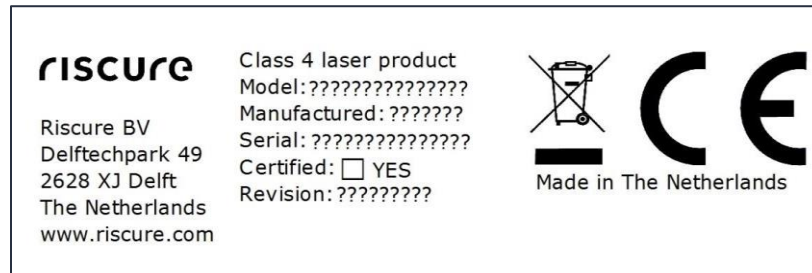 riscure
Riscure BV
Delftechpark 49
2628 XJ Delft
The Netherlands
www.riscure.com
Class 4 laser product
Model:???????????????
Manufactured: ???????
Serial: ???????????????
Certified: ☐ YES
Revision: ?????????
CE
Made in The Netherlands